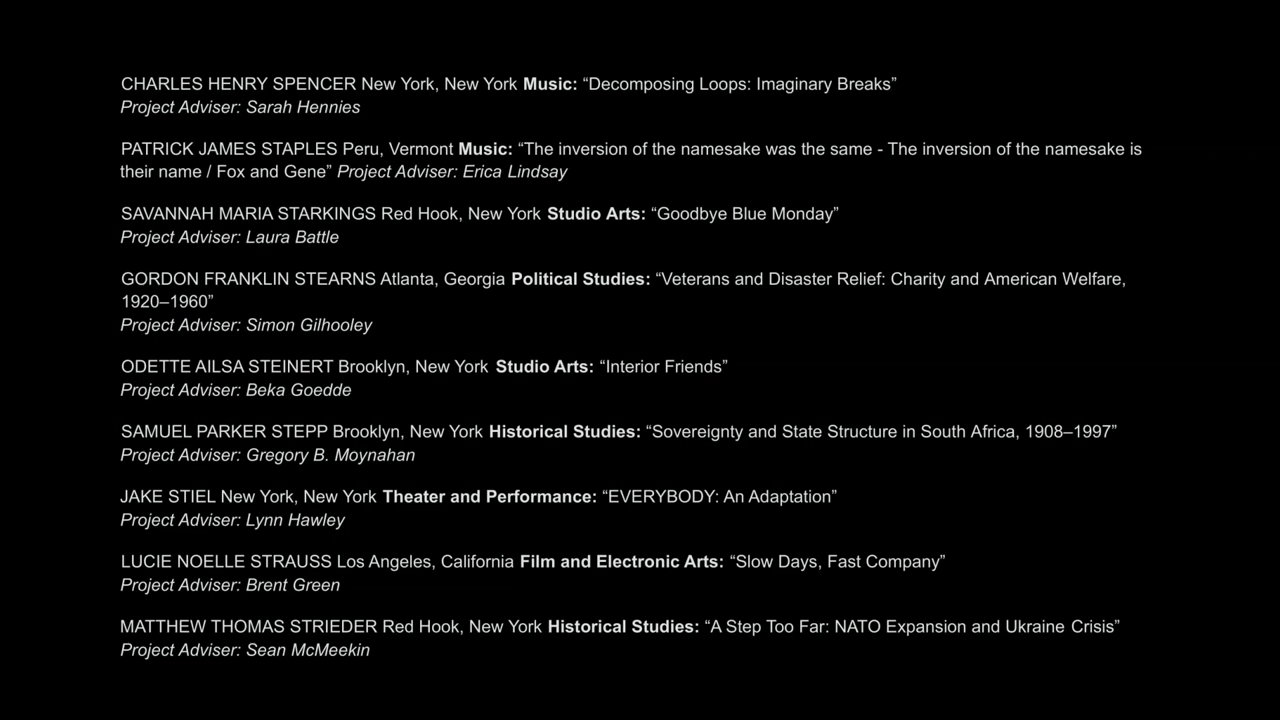 CHARLES HENRY SPENCER New York, New York Music: “Decomposing Loops: Imaginary Breaks”
Project Adviser: Sarah Hennies
PATRICK JAMES STAPLES Peru, Vermont Music: “The inversion of the namesake was the same - The inversion of the namesake is
their name / Fox and Gene” Project Adviser: Erica Lindsay
SAVANNAH MARIA STARKINGS Red Hook, New York Studio Arts: “Goodbye Blue Monday”
Project Adviser: Laura Battle
GORDON FRANKLIN STEARNS Atlanta, Georgia Political Studies: “Veterans and Disaster Relief: Charity and American Welfare,
1920–1960”
Project Adviser: Simon Gilhooley
ODETTE AILSA STEINERT Brooklyn, New York Studio Arts: “Interior Friends”
Project Adviser: Beka Goedde
SAMUEL PARKER STEPP Brooklyn, New York Historical Studies: “Sovereignty and State Structure in South Africa, 1908–1997”
Project Adviser: Gregory B. Moynahan
JAKE STIEL New York, New York Theater and Performance: “EVERYBODY: An Adaptation”
Project Adviser: Lynn Hawley
LUCIE NOELLE STRAUSS Los Angeles, California Film and Electronic Arts: “Slow Days, Fast Company”
Project Adviser: Brent Green
MATTHEW THOMAS STRIEDER Red Hook, New York Historical Studies: “A Step Too Far: NATO Expansion and Ukraine Crisis”
Project Adviser: Sean McMeekin